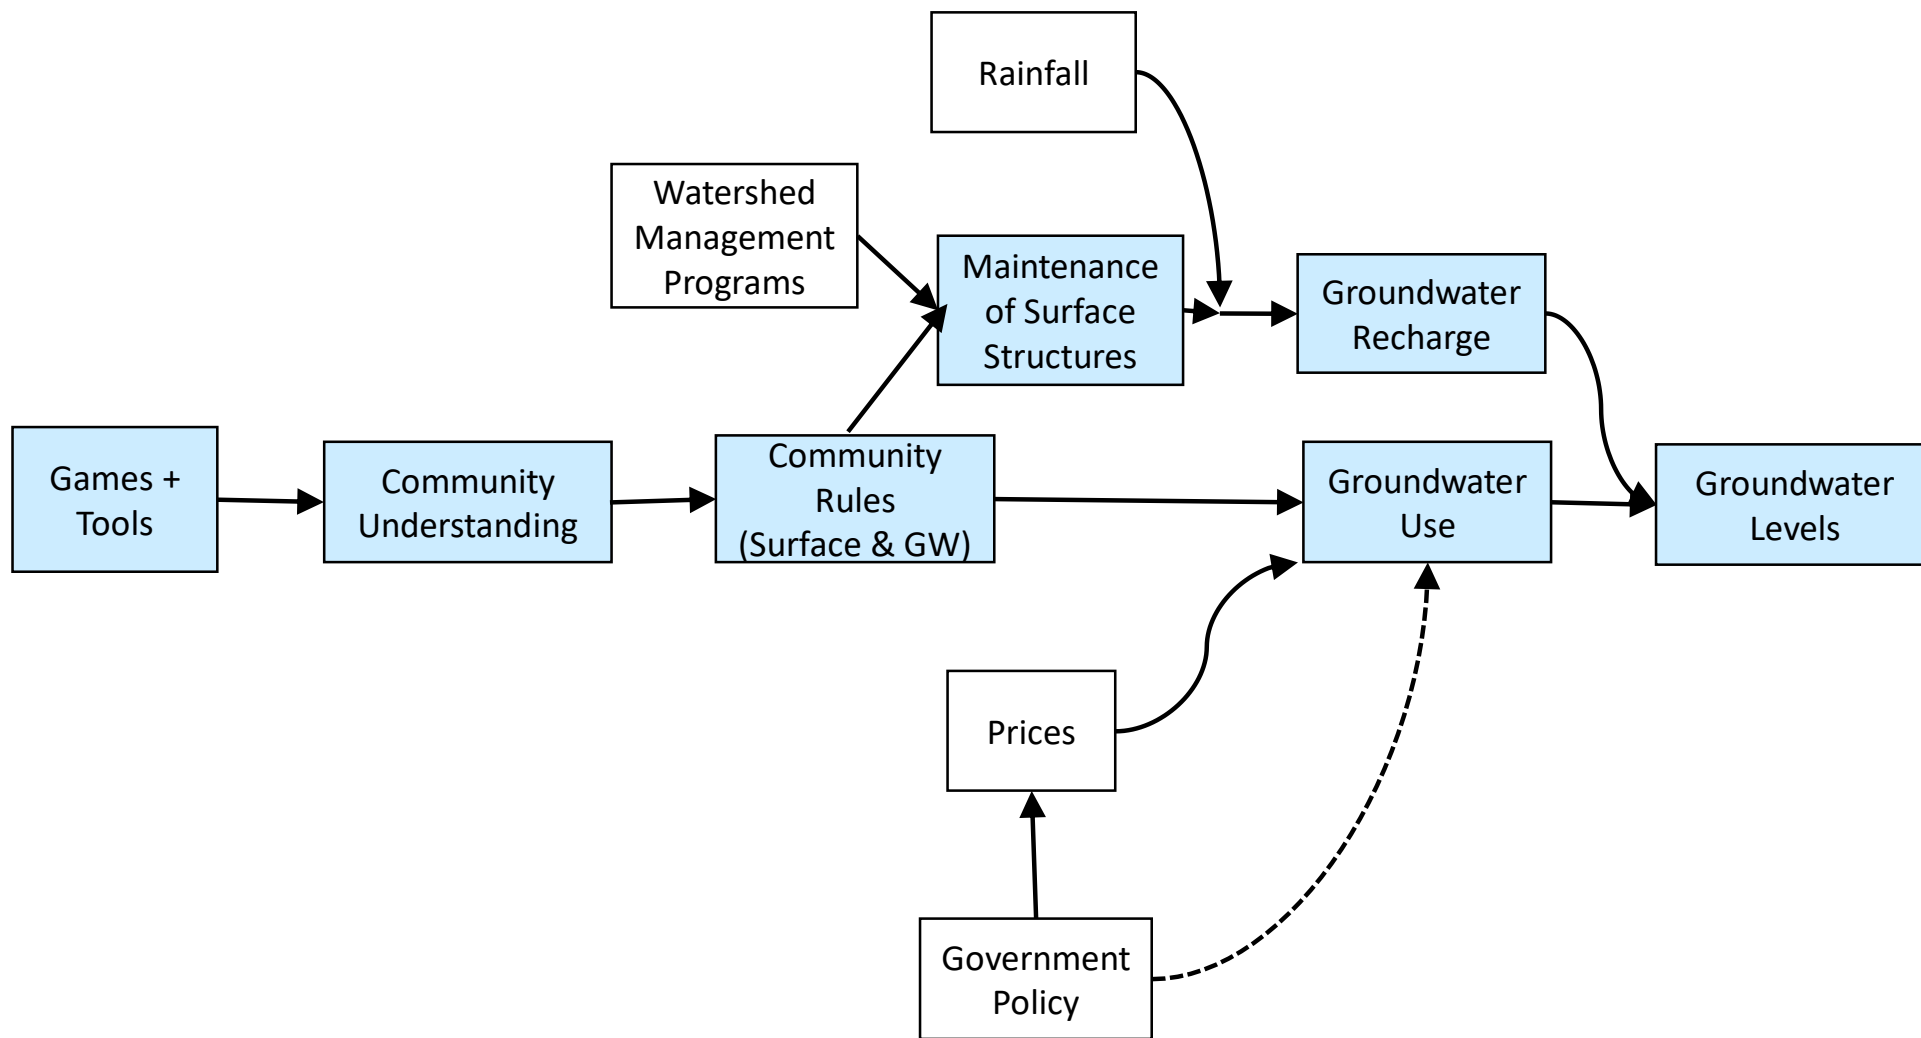 Rainfall
Watershed
Management
Programs
Maintenance
of Surface
Structures
Groundwater
Recharge
Games +
Tools
Community
Understanding
Community
Rules
(Surface & GW)
Groundwater
Use
Groundwater
Levels
Prices
Government
Policy